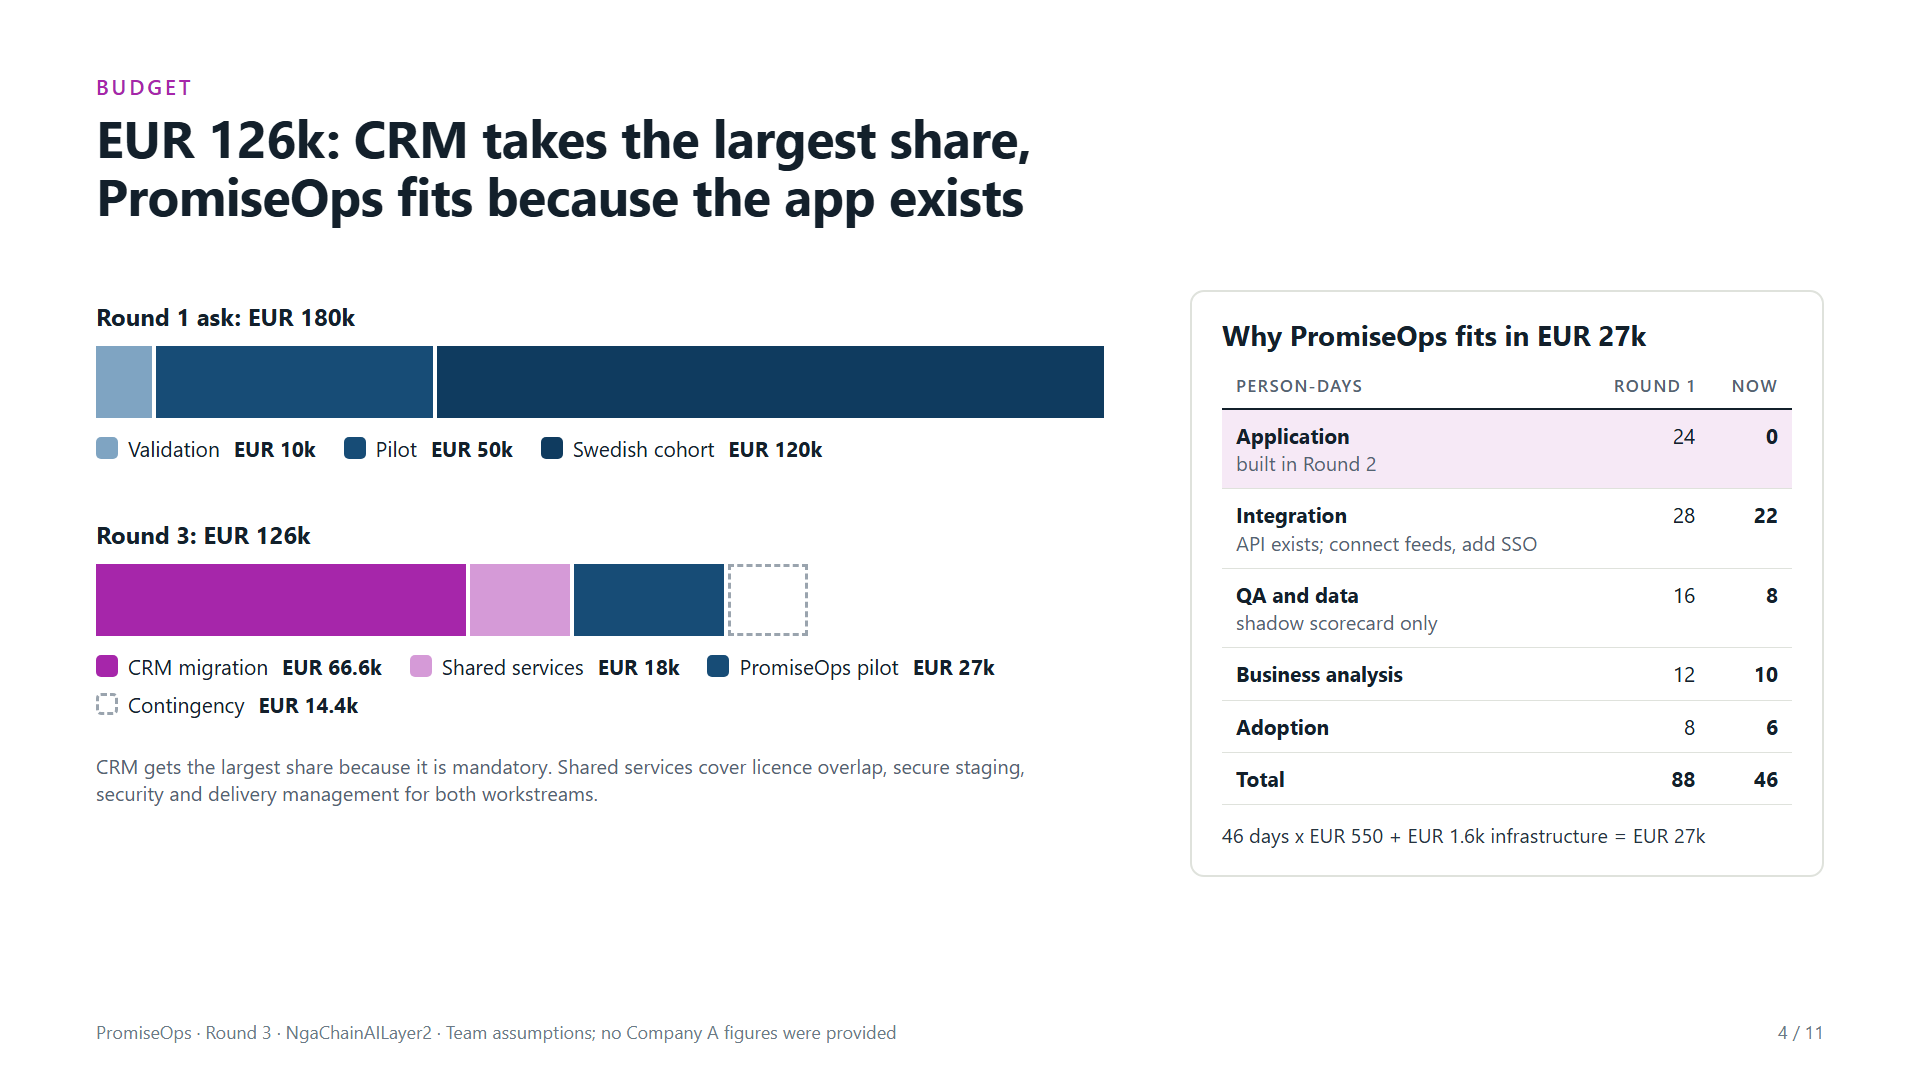 BUDGET
EUR 126k: CRM takes the largest share,
PromiseOps fits because the app exists
Round 1 ask: EUR 180k
Validation EUR 10k Pilot EUR 50k Swedish cohort EUR 120k
Round 3: EUR 126k
CRM migration EUR 66.6k Shared services EUR 18k PromiseOps pilot EUR 27k
Contingency EUR 14.4k
CRM gets the largest share because it is mandatory. Shared services cover licence overlap, secure staging,
security and delivery management for both workstreams.
Why PromiseOps fits in EUR 27k
PERSON-DAYS ROUND 1 NOW
Application 24 0
built in Round 2
Integration 28 22
API exists; connect feeds, add SSO
QA and data 16 8
shadow scorecard only
Business analysis 12 10
Adoption 8 6
Total 88 46
46 days x EUR 550 + EUR 1.6k infrastructure = EUR 27k
PromiseOps · Round 3 · NgaChainAILayer2 · Team assumptions; no Company A figures were provided
4 / 11